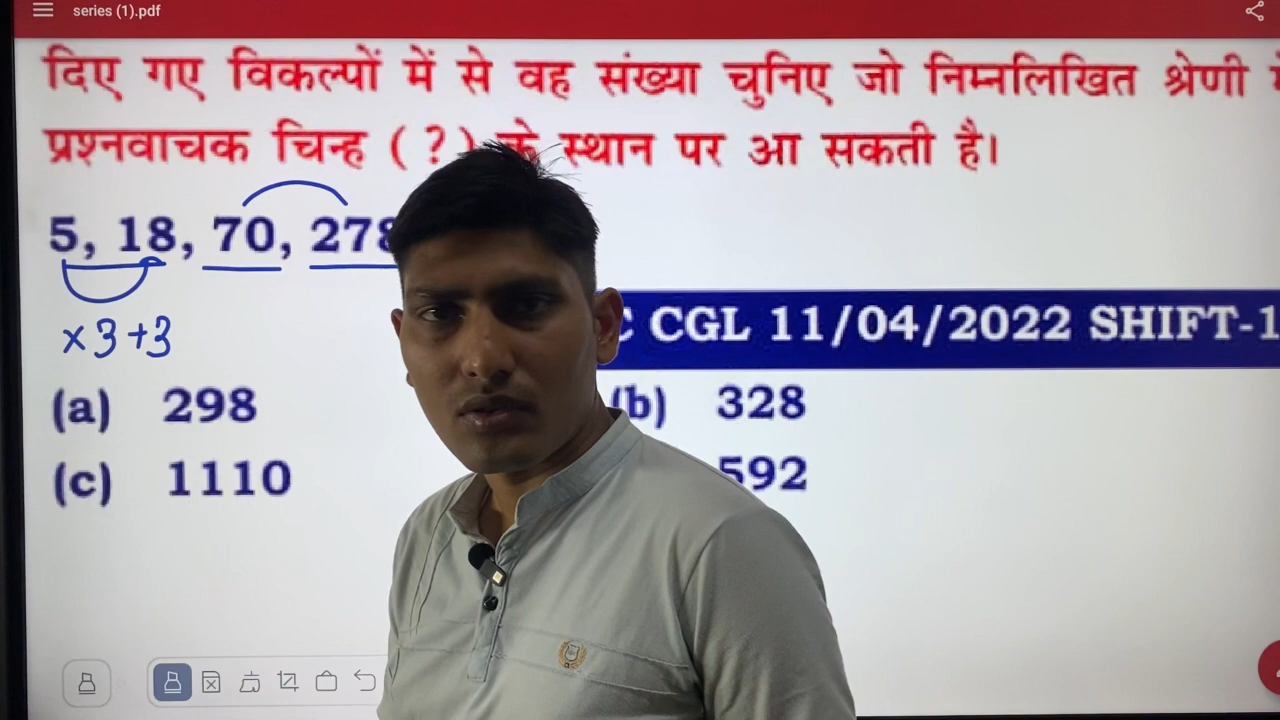 series (1).pdf
दिए गए विकल्पों में से वह संख्या चुनिए जो निम्नलिखित श्रेणी
प्रश्नवाचक चिन्ह ( ? ) के स्थान पर आ सकती है।
5, 18, 70, 278
×3+3
CGL 11/04/2022 SHIFT-1
(a) 298 (b) 328
(c) 1110 592